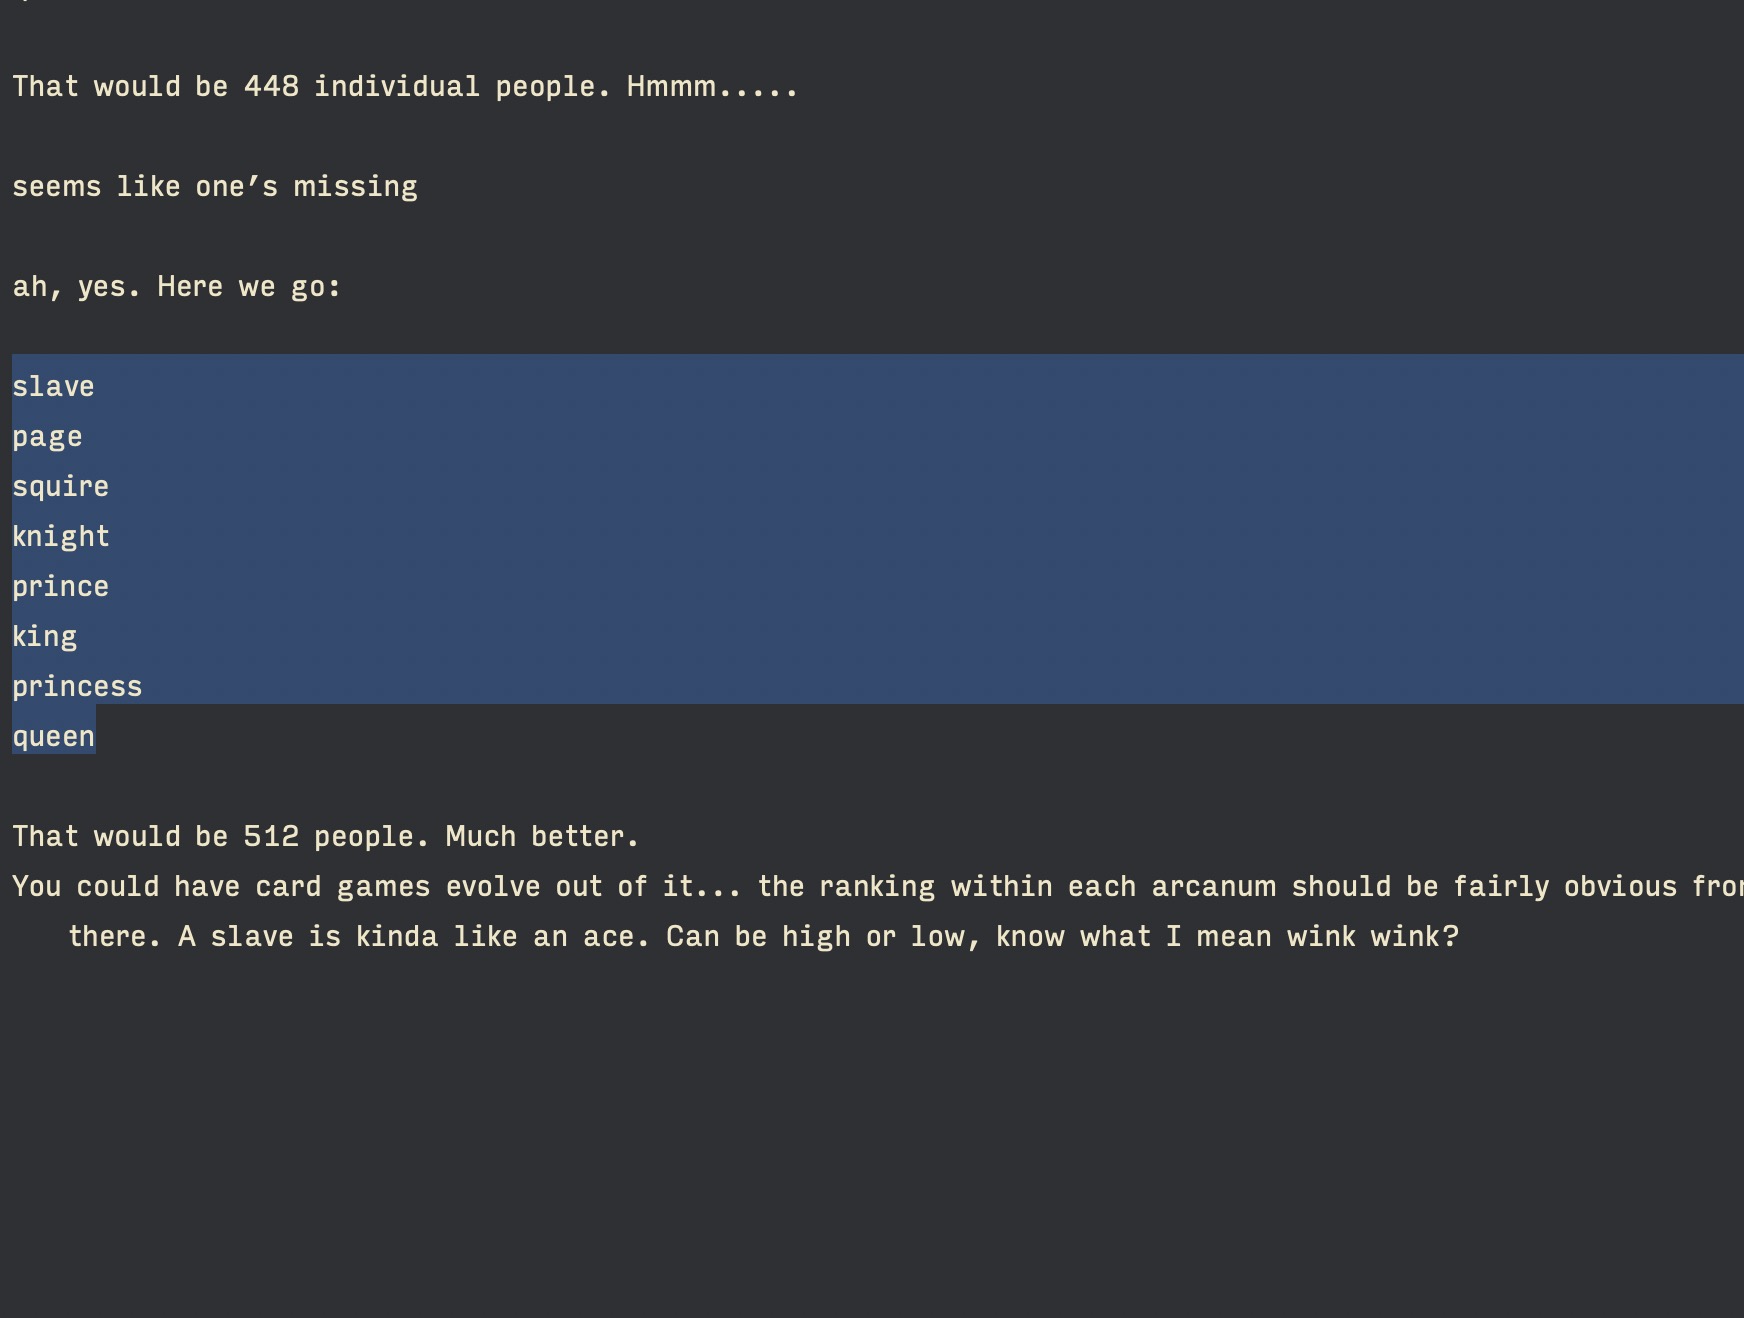 That would be 448 individual people. Hmmm.....
seems like one’s missing
ah, yes. Here we go:
slave
page
squire
knight
prince
king
princess
queen
That would be 512 people. Much better.
You could have card games evolve out of it... the ranking within each arcanum should be fairly obvious
there. A slave is kinda like an ace. Can be high or low, know what I mean wink wink?